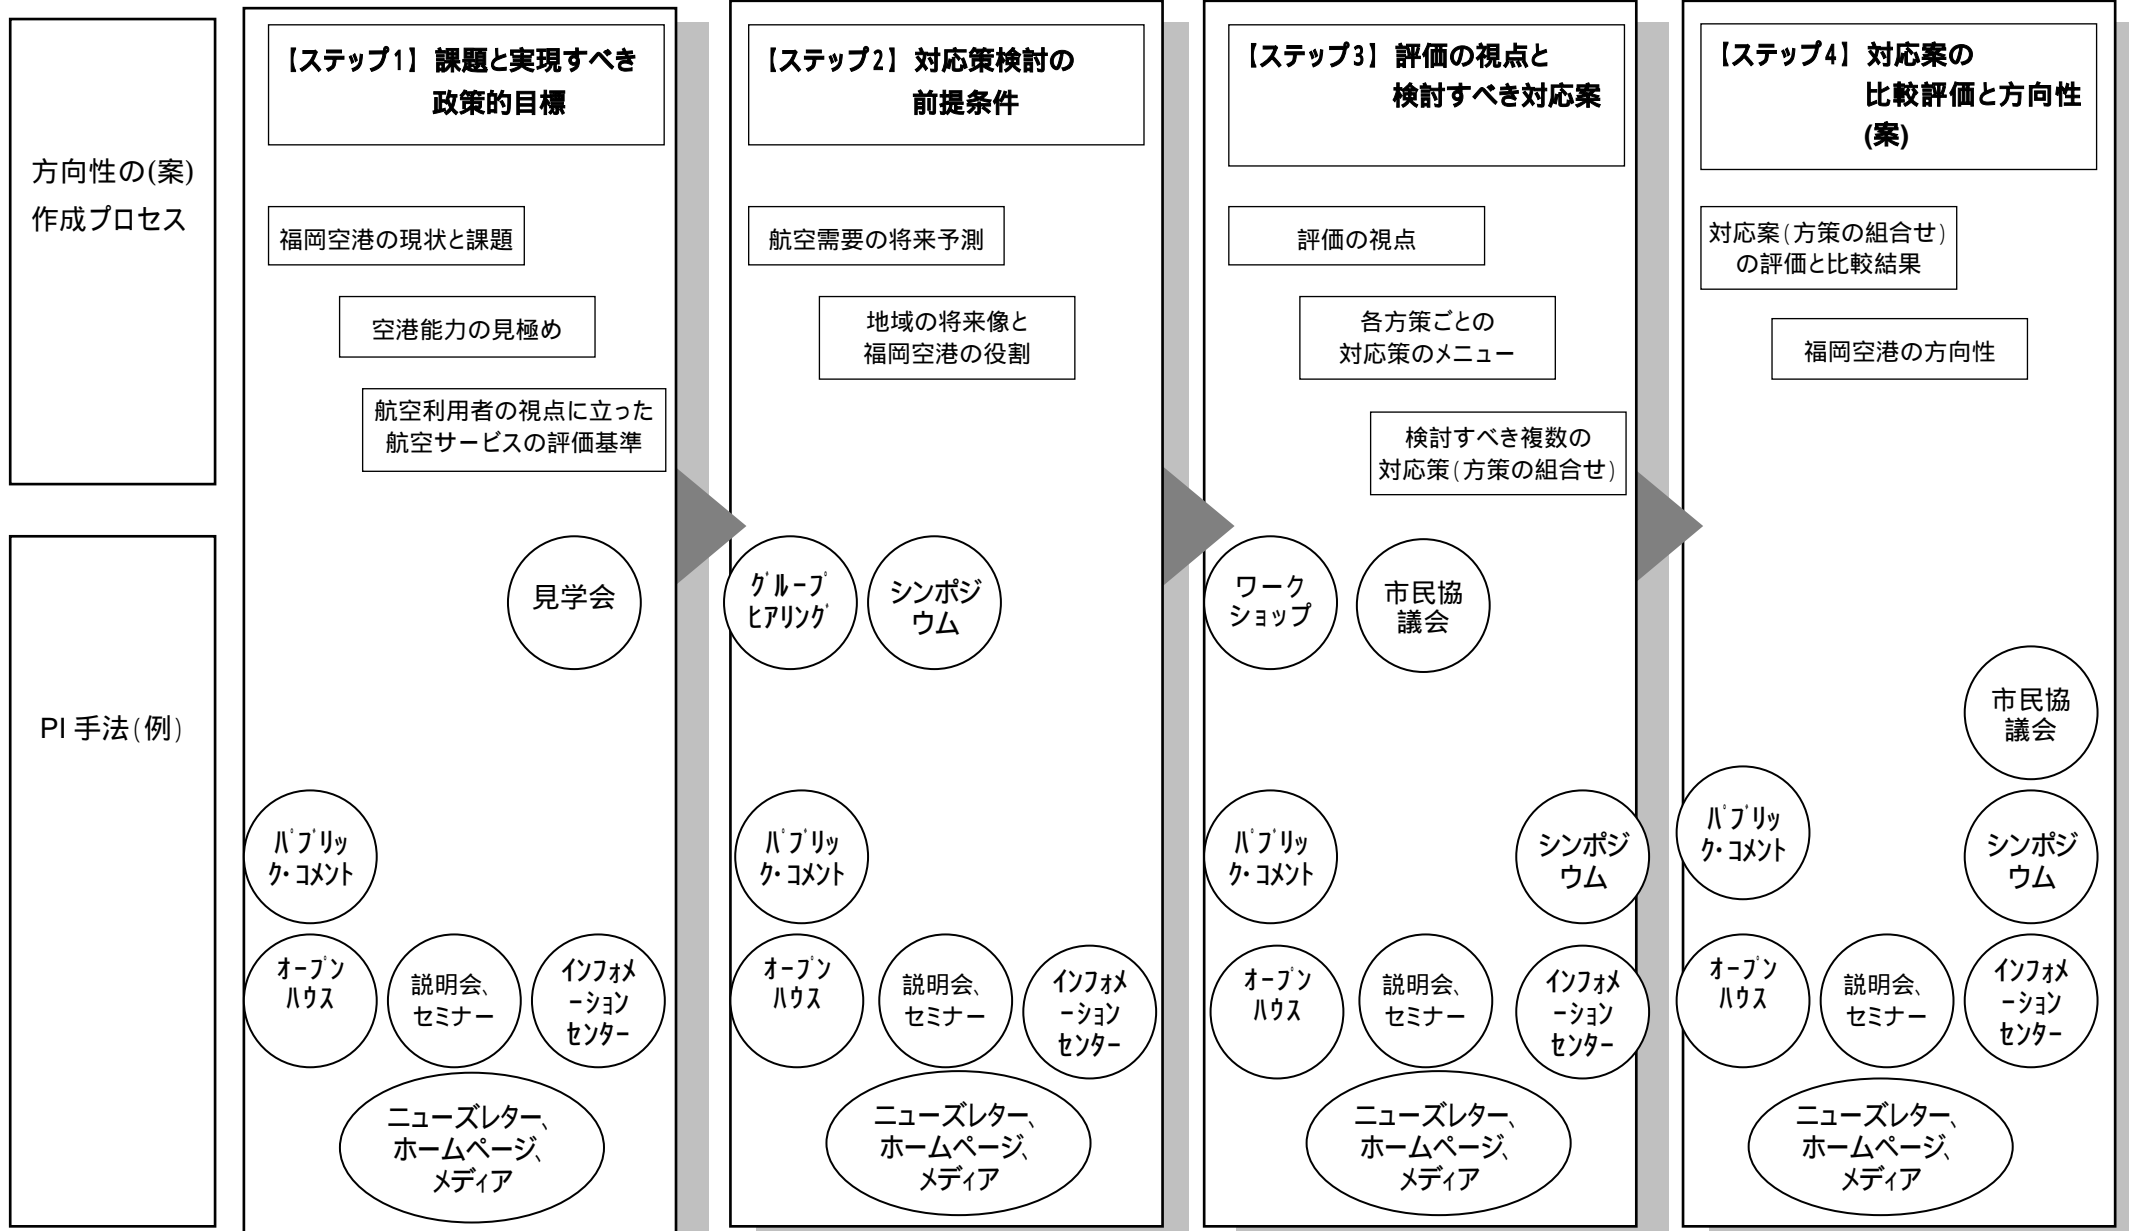 方向性の(案)
作成プロセス
PI 手法(例)
【ステップ1】 課題と実現すべき
政策的目標
福岡空港の現状と課題
空港能力の見極め
航空利用者の視点に立った
航空サービスの評価基準
見学会
パブリッ
ク・コメント
オープン
ハウス
説明会、
セミナー
インフォメ
ーション
センター
ニューズレター、
ホームページ、
メディア
【ステップ2】 対応策検討の
前提条件
航空需要の将来予測
地域の将来像と
福岡空港の役割
グループ
ヒアリング
シンポジ
ウム
パブリッ
ク・コメント
オープン
ハウス
説明会、
セミナー
インフォメ
ーション
センター
ニューズレター、
ホームページ、
メディア
【ステップ3】 評価の視点と
検討すべき対応案
評価の視点
各方策ごとの
対応策のメニュー
検討すべき複数の
対応策(方策の組合せ)
ワーク
ショップ
市民協
議会
パブリッ
ク・コメント
シンポジ
ウム
オープン
ハウス
説明会、
セミナー
インフォメ
ーション
センター
ニューズレター、
ホームページ、
メディア
【ステップ4】 対応案の
比較評価と方向性
(案)
対応案(方策の組合せ)
の評価と比較結果
福岡空港の方向性
市民協
議会
パブリッ
ク・コメント
シンポジ
ウム
オープン
ハウス
説明会、
セミナー
インフォメ
ーション
センター
ニューズレター、
ホームページ、
メディア